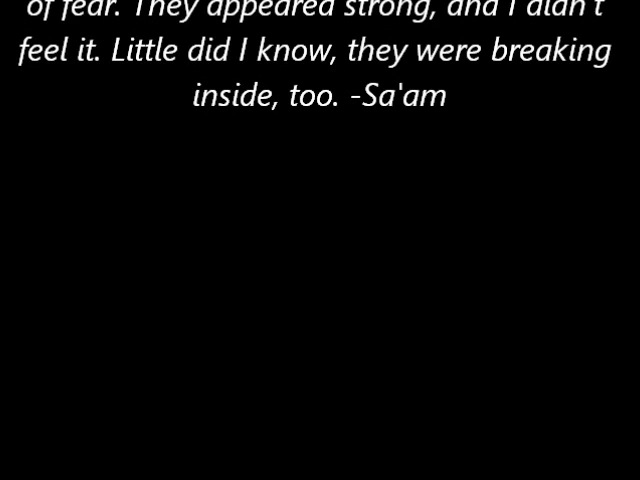 of fear. They appeared strong, and I didn't
feel it. Little did I know, they were breaking
inside, too. -Sa'am